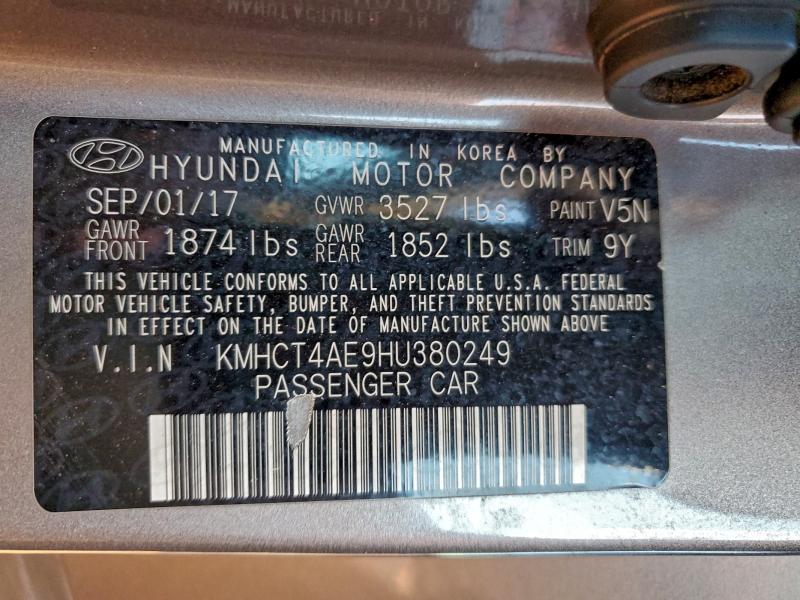 MANUFACTURED IN KOREA BY
HYUNDAI MOTOR COMPANY
SEP/01/17 GVWR 3527 lbs PAINT V5N
GAWR FRONT 1874 lbs GAWR REAR 1852 lbs TRIM 9Y
THIS VEHICLE CONFORMS TO ALL APPLICABLE U.S.A. FEDERAL
MOTOR VEHICLE SAFETY, BUMPER, AND THEFT PREVENTION STANDARDS
IN EFFECT ON THE DATE OF MANUFACTURE SHOWN ABOVE
V.I.N KMHCT4AE9HU380249
PASSENGER CAR